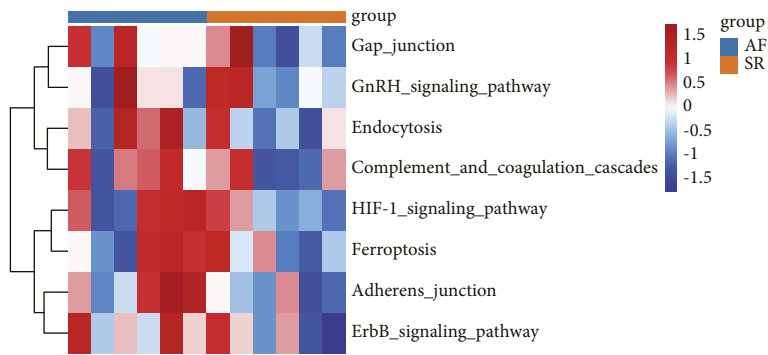 group
Gap_junction
GnRH_signaling_pathway
Endocytosis
Complement_and_coagulation_cascades
HIF-1_signaling_pathway
Ferroptosis
Adherens_junction
ErbB_signaling_pathway
1.5
1
0.5
0
-0.5
-1
-1.5
group
AF
SR